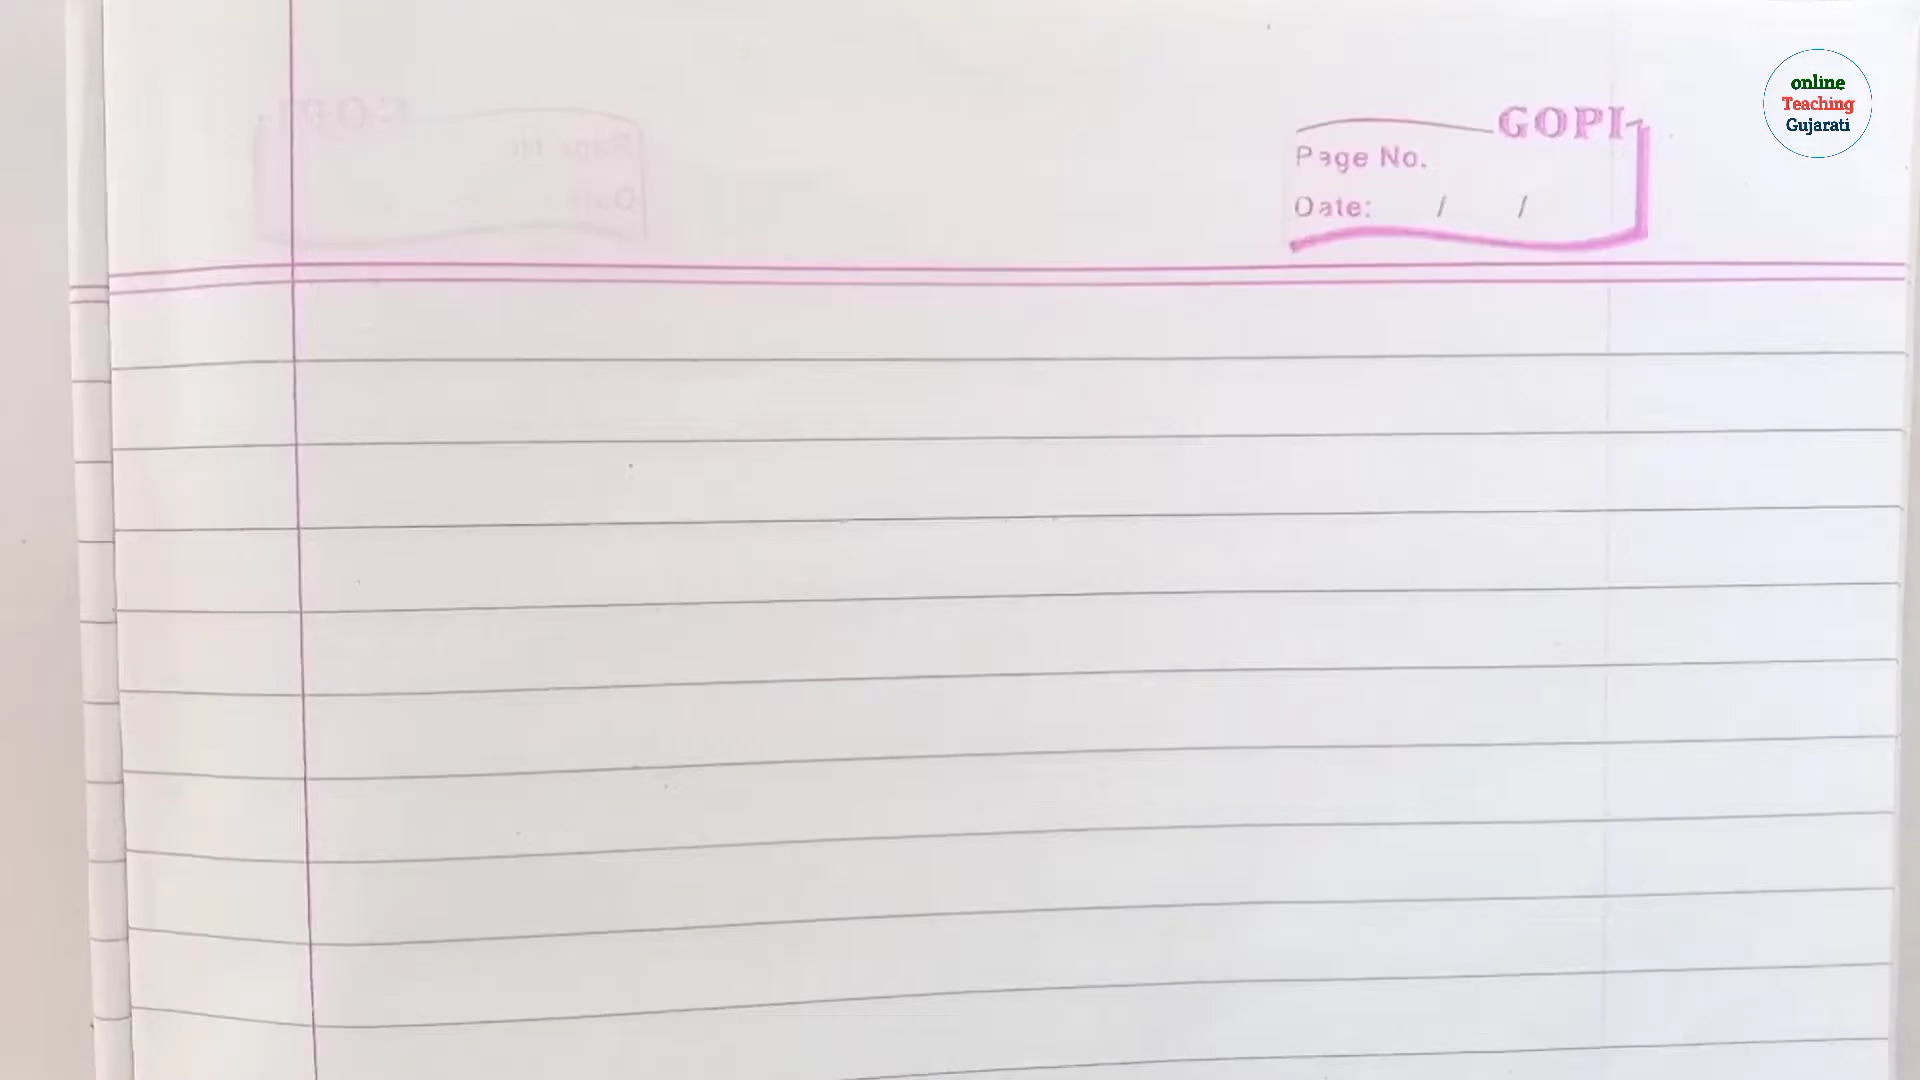 GOPI
Page No.
Date: / /
online
Teaching
Gujarati